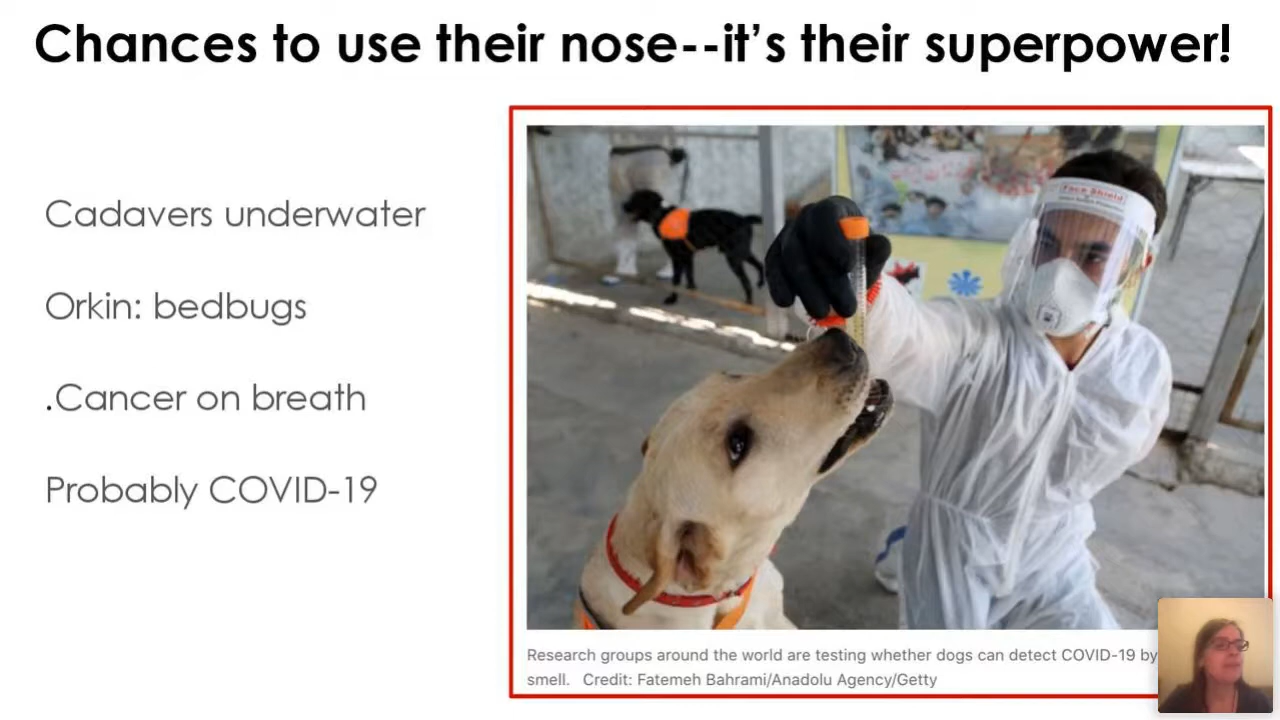 Chances to use their nose--it's their superpower!
Cadavers underwater
Orkin: bedbugs
.Cancer on breath
Probably COVID-19
Face Shield
Research groups around the world are testing whether dogs can detect COVID-19 by
smell. Credit: Fatemeh Bahrami/Anadolu Agency/Getty